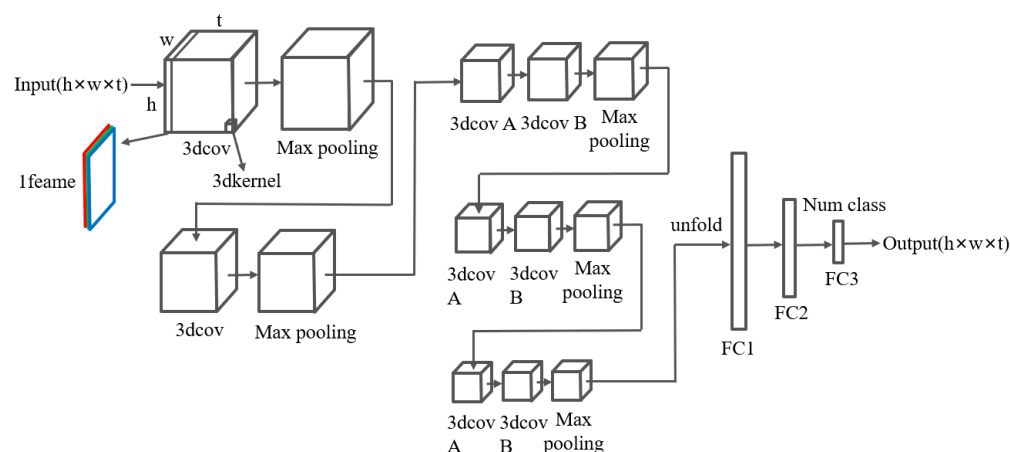 t
w
Input(h×w×t)
h
3dcov
Max pooling
3dkernel
1feame
3dcov
Max pooling
3dcov A
3dcov B
Max
pooling
3dcov
A
3dcov
B
Max
pooling
3dcov
A
3dcov
B
Max
pooling
unfold
FC1
FC2
Num class
FC3
Output(h×w×t)